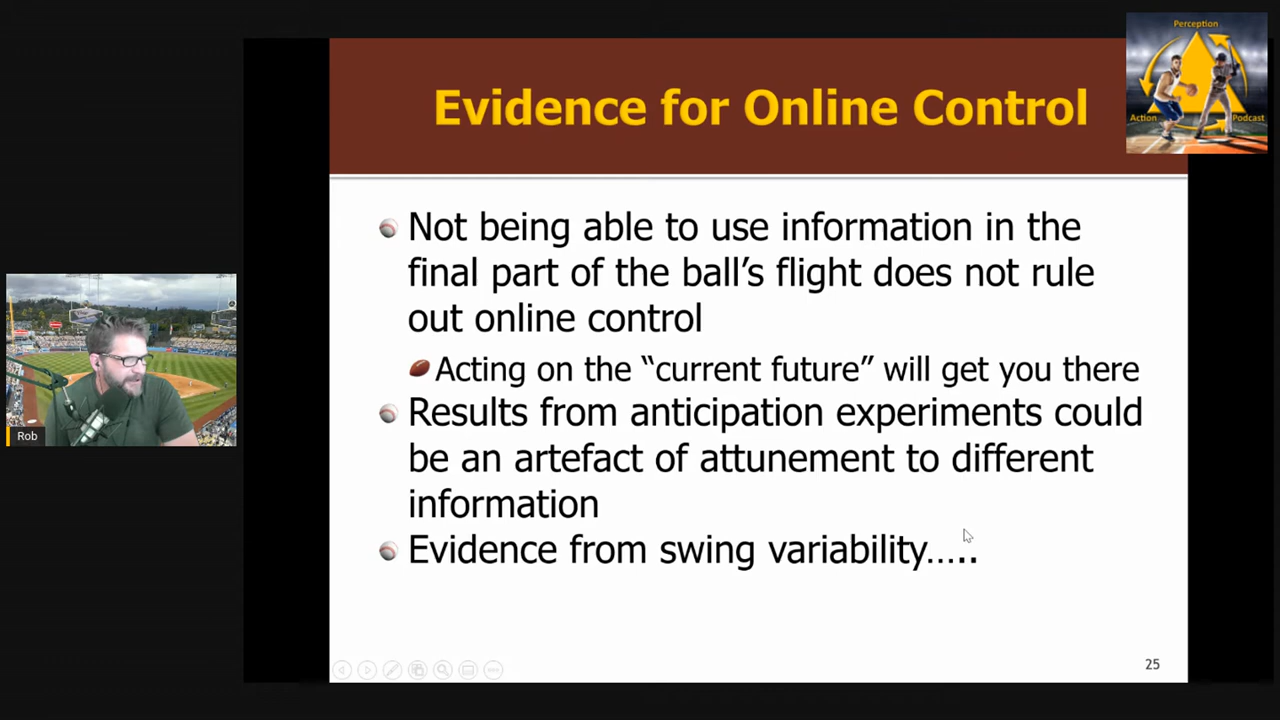 Perception
Action
Podcast
Evidence for Online Control
Not being able to use information in the
final part of the ball’s flight does not rule
out online control
Acting on the “current future” will get you there
Results from anticipation experiments could
be an artefact of attunement to different
information
Evidence from swing variability…..
Rob
25